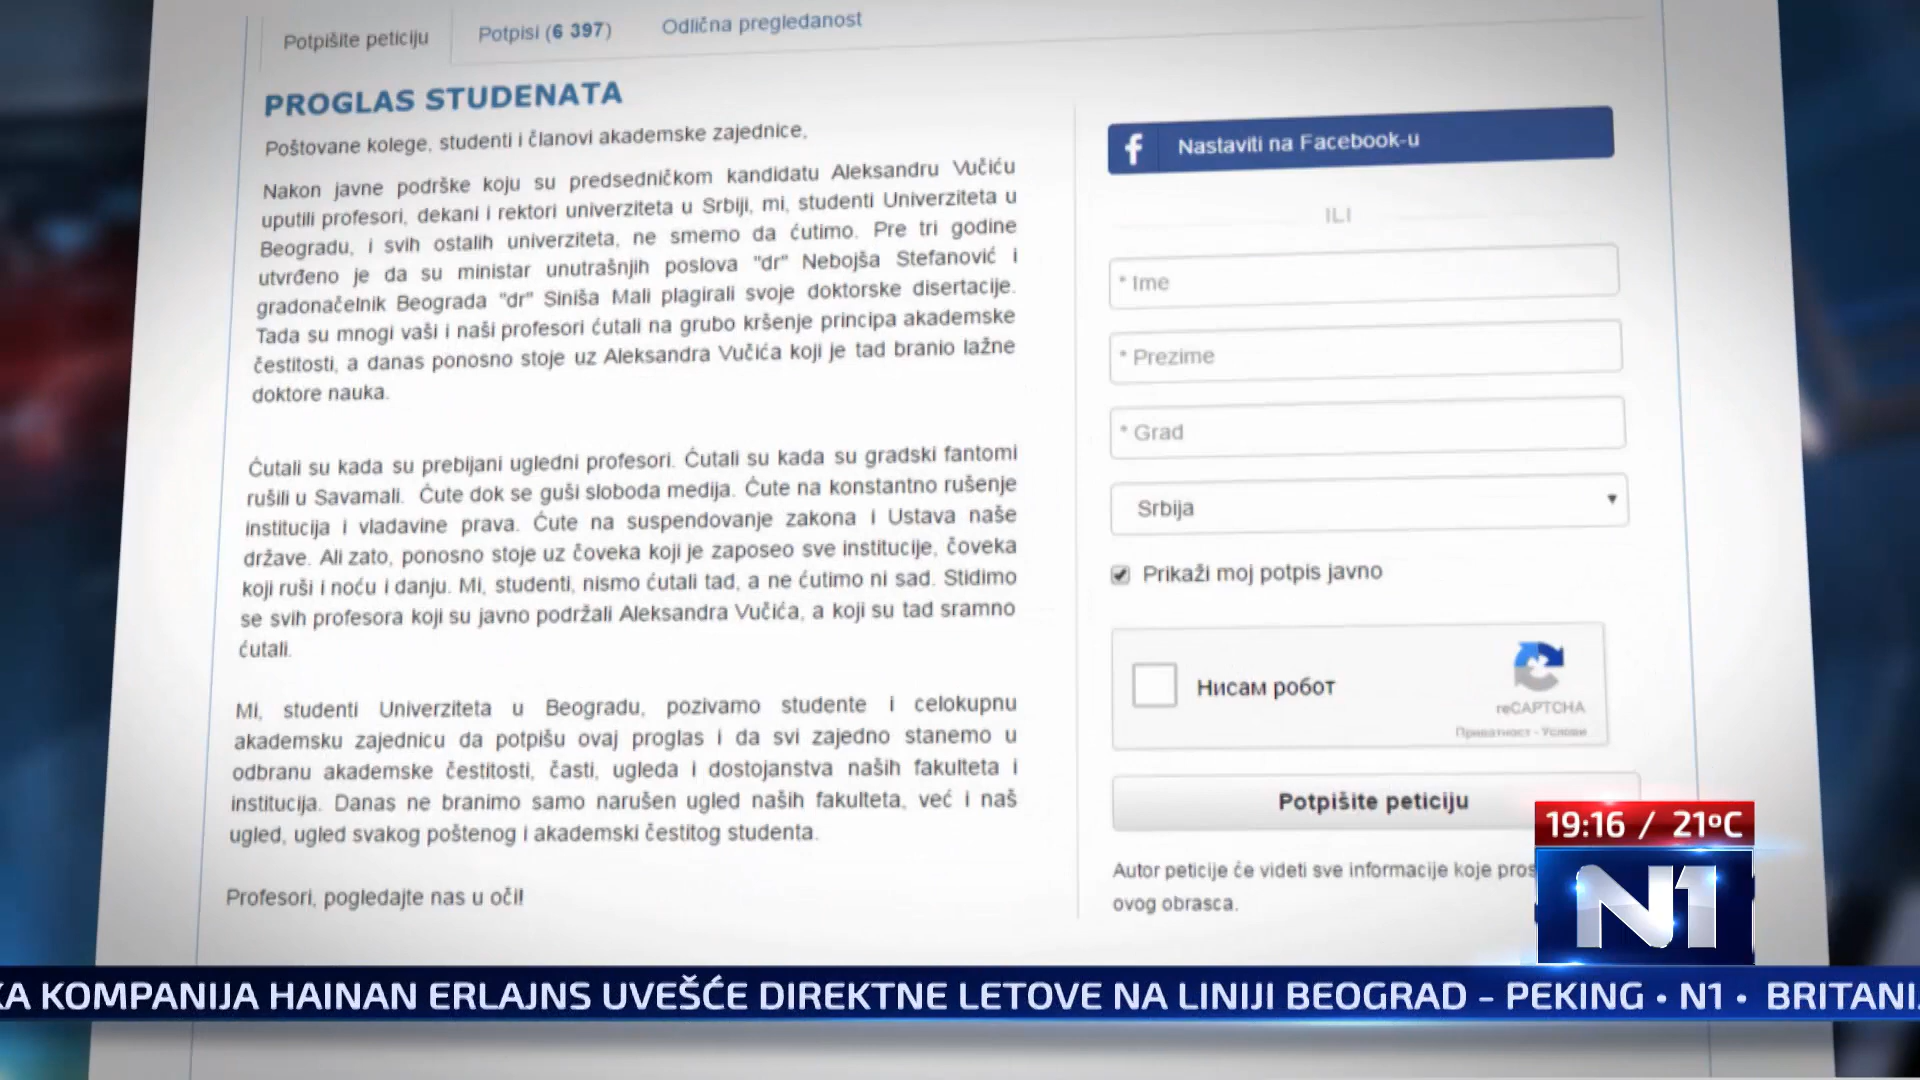 Potpišite peticiju
Potpisi (6 397)
Odlična pregledanost
PROGLAS STUDENATA
Poštovane kolege, studenti i članovi akademske zajednice,
Nakon javne podrške koju su predsedničkom kandidatu Aleksandru Vučiću
uputili profesori, dekani i rektori univerziteta u Srbiji, mi, studenti Univerziteta u
Beogradu, i svih ostalih univerziteta, ne smemo da ćutimo. Pre tri godine
utvrđeno je da su ministar unutrašnjih poslova "dr" Nebojša Stefanović i
gradonačelnik Beograda "dr" Siniša Mali plagirali svoje doktorske disertacije.
Tada su mnogi vaši i naši profesori ćutali na grubo kršenje principa akademske
čestitosti, a danas ponosno stoje uz Aleksandra Vučića koji je tad branio lažne
doktore nauka.
Ćutali su kada su prebijani ugledni profesori. Ćutali su kada su gradski fantomi
rušili u Savamali. Ćute dok se guši sloboda medija. Ćute na konstantno rušenje
institucija i vladavine prava. Ćute na suspendovanje zakona i Ustava naše
države. Ali zato, ponosno stoje uz čoveka koji je zaposeo sve institucije, čoveka
koji ruši i noću i danju. Mi, studenti, nismo ćutali tad, a ne ćutimo ni sad. Stidimo
se svih profesora koji su javno podržali Aleksandra Vučića, a koji su tad sramno
ćutali.
Mi, studenti Univerziteta u Beogradu, pozivamo studente i celokupnu
akademsku zajednicu da potpišu ovaj proglas i da svi zajedno stanemo u
odbranu akademske čestitosti, časti, ugleda i dostojanstva naših fakulteta i
institucija. Danas ne branimo samo narušen ugled naših fakulteta, već i naš
ugled, ugled svakog poštenog i akademski čestitog studenta.
Profesori, pogledajte nas u oči!
f Nastaviti na Facebook-u
ILI
* Ime
* Prezime
* Grad
Srbija
Prikaži moj potpis javno
Нисам робот
reCAPTCHA
Приватност - Услови
Potpišite peticiju
Autor peticije će videti sve informacije koje pros
ovog obrasca.
19:16 / 21ºC
N1
KA KOMPANIJA HAINAN ERLAJNS UVEŠĆE DIREKTNE LETOVE NA LINIJI BEOGRAD - PEKING • N1 • BRITANI